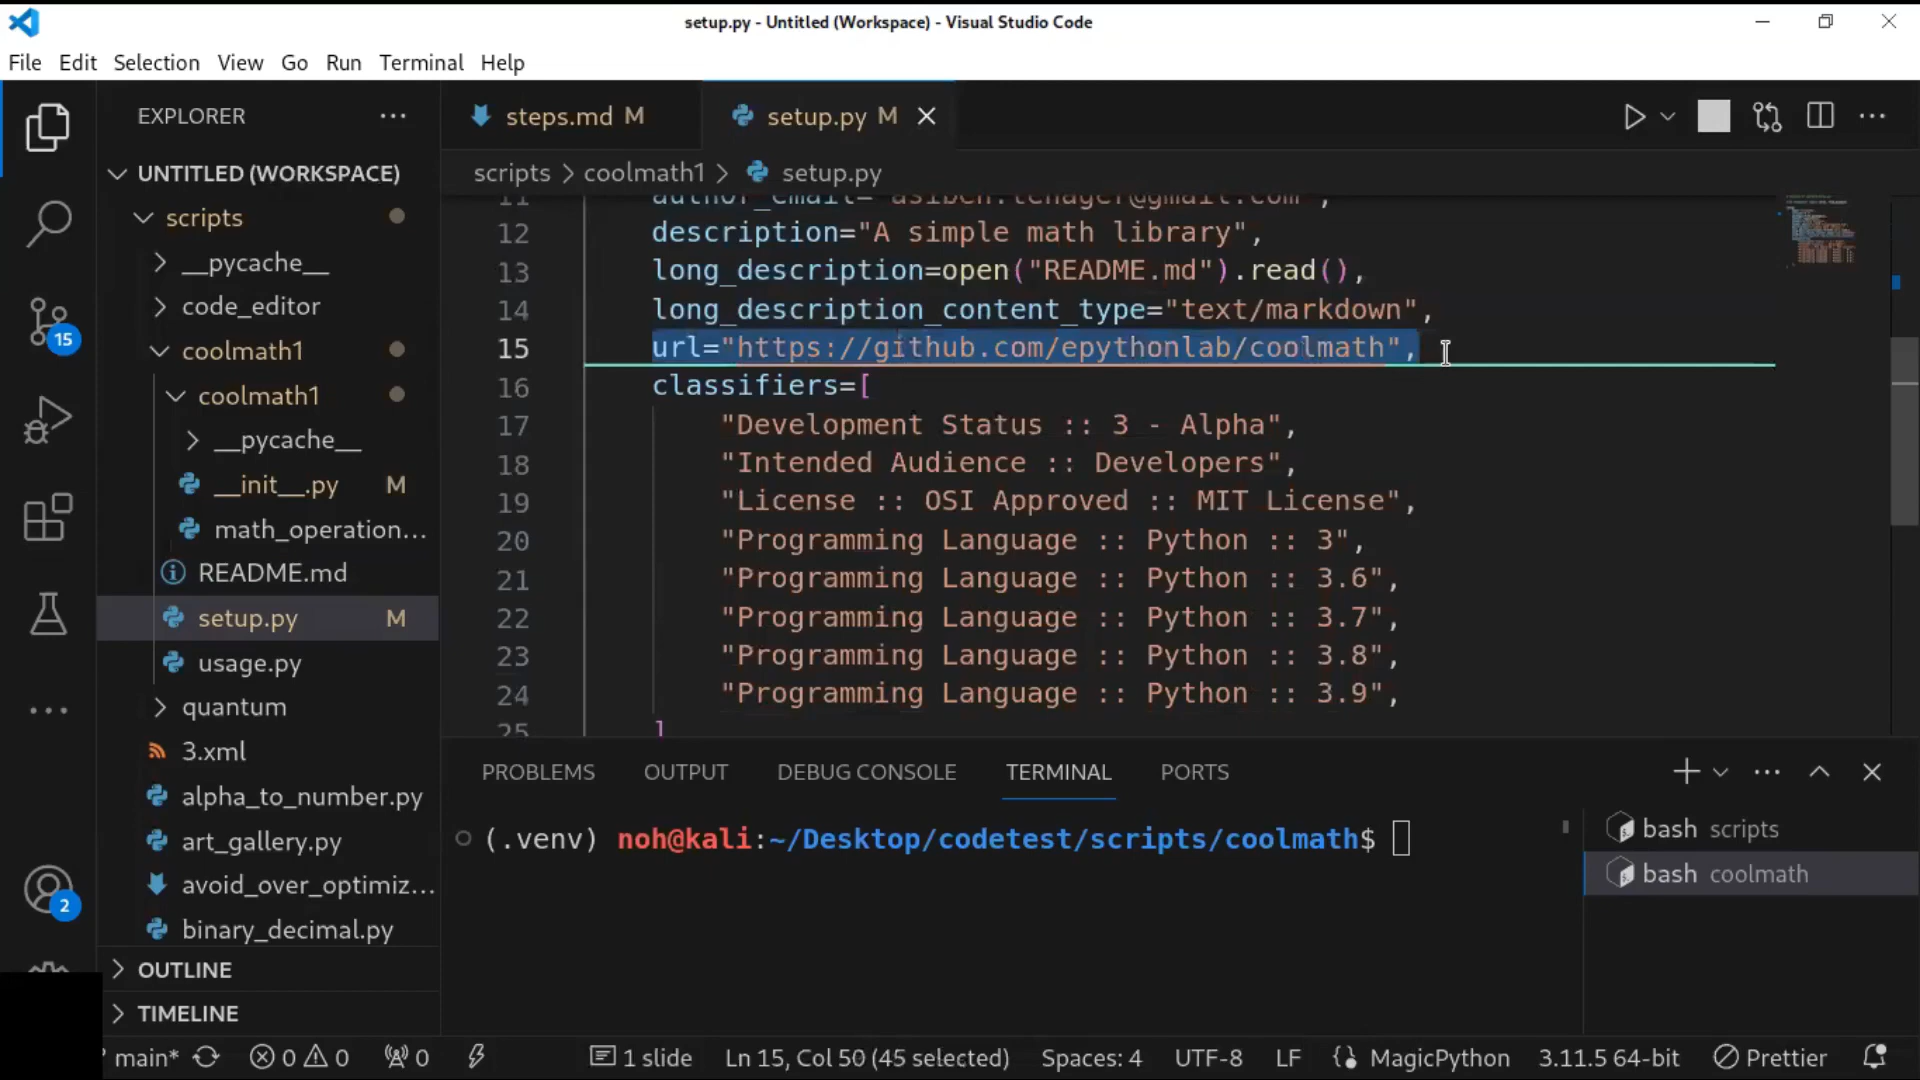 setup.py - Untitled (Workspace) - Visual Studio Code
File Edit Selection View Go Run Terminal Help
EXPLORER
UNTITLED (WORKSPACE)
scripts
__pycache__
code_editor
coolmath1
coolmath1
__pycache__
__init__.py M
math_operation...
README.md
setup.py M
usage.py
quantum
3.xml
alpha_to_number.py
art_gallery.py
avoid_over_optimiz...
binary_decimal.py
OUTLINE
TIMELINE
15
2
steps.md M
setup.py M
scripts > coolmath1 > setup.py
11
12 description="A simple math library",
13 long_description=open("README.md").read(),
14 long_description_content_type="text/markdown",
15 url="https://github.com/epythonlab/coolmath",
16 classifiers=[
17 "Development Status :: 3 - Alpha",
18 "Intended Audience :: Developers",
19 "License :: OSI Approved :: MIT License",
20 "Programming Language :: Python :: 3",
21 "Programming Language :: Python :: 3.6",
22 "Programming Language :: Python :: 3.7",
23 "Programming Language :: Python :: 3.8",
24 "Programming Language :: Python :: 3.9",
25 ]
PROBLEMS OUTPUT DEBUG CONSOLE TERMINAL PORTS
(.venv) noh@kali:~/Desktop/codetest/scripts/coolmath$
bash scripts
bash coolmath
main* 0 0 0 1 slide Ln 15, Col 50 (45 selected) Spaces: 4 UTF-8 LF MagicPython 3.11.5 64-bit Prettier